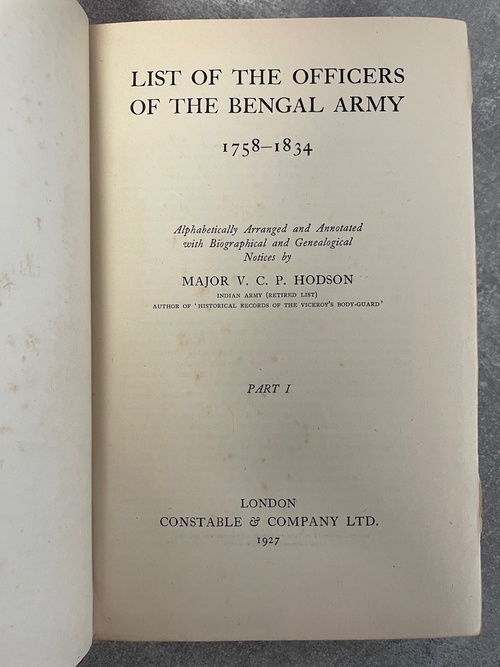 LIST OF THE OFFICERS
OF THE BENGAL ARMY
1758–1834
Alphabetically Arranged and Annotated
with Biographical and Genealogical
Notices by
MAJOR V. C. P. HODSON
INDIAN ARMY (RETIRED LIST)
AUTHOR OF 'HISTORICAL RECORDS OF THE VICEROY'S BODY-GUARD'
PART I
LONDON
CONSTABLE & COMPANY LTD.
1927